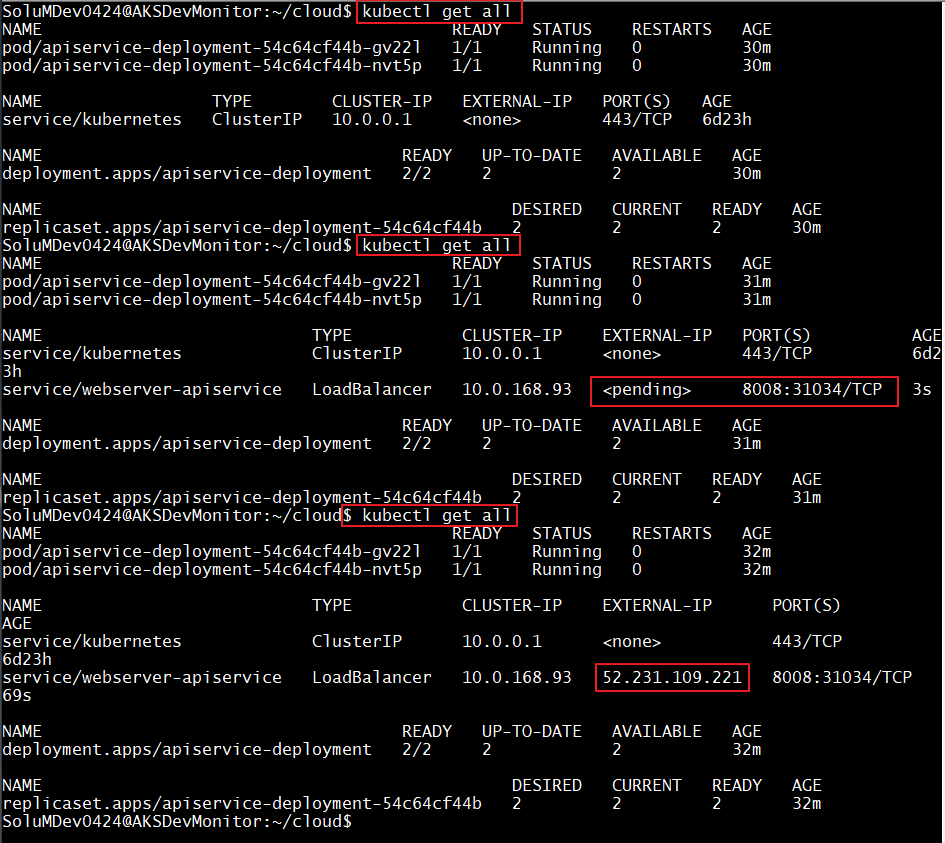 SoluMDev0424@AKSDevMonitor:~/cloud$ kubectl get all
NAME READY STATUS RESTARTS AGE
pod/apiservice-deployment-54c64cf44b-gv22l 1/1 Running 0 30m
pod/apiservice-deployment-54c64cf44b-nvt5p 1/1 Running 0 30m
NAME TYPE CLUSTER-IP EXTERNAL-IP PORT(S) AGE
service/kubernetes ClusterIP 10.0.0.1 <none> 443/TCP 6d23h
NAME READY UP-TO-DATE AVAILABLE AGE
deployment.apps/apiservice-deployment 2/2 2 2 30m
NAME DESIRED CURRENT READY AGE
replicaset.apps/apiservice-deployment-54c64cf44b 2 2 2 30m
SoluMDev0424@AKSDevMonitor:~/cloud$ kubectl get all
NAME READY STATUS RESTARTS AGE
pod/apiservice-deployment-54c64cf44b-gv22l 1/1 Running 0 31m
pod/apiservice-deployment-54c64cf44b-nvt5p 1/1 Running 0 31m
NAME TYPE CLUSTER-IP EXTERNAL-IP PORT(S) AGE
service/kubernetes ClusterIP 10.0.0.1 <none> 443/TCP 6d2
3h
service/webserver-apiservice LoadBalancer 10.0.168.93 <pending> 8008:31034/TCP 3s
NAME READY UP-TO-DATE AVAILABLE AGE
deployment.apps/apiservice-deployment 2/2 2 2 31m
NAME DESIRED CURRENT READY AGE
replicaset.apps/apiservice-deployment-54c64cf44b 2 2 2 31m
SoluMDev0424@AKSDevMonitor:~/cloud$ kubectl get all
NAME READY STATUS RESTARTS AGE
pod/apiservice-deployment-54c64cf44b-gv22l 1/1 Running 0 32m
pod/apiservice-deployment-54c64cf44b-nvt5p 1/1 Running 0 32m
NAME TYPE CLUSTER-IP EXTERNAL-IP PORT(S)
AGE
service/kubernetes ClusterIP 10.0.0.1 <none> 443/TCP
6d23h
service/webserver-apiservice LoadBalancer 10.0.168.93 52.231.109.221 8008:31034/TCP
69s
NAME READY UP-TO-DATE AVAILABLE AGE
deployment.apps/apiservice-deployment 2/2 2 2 32m
NAME DESIRED CURRENT READY AGE
replicaset.apps/apiservice-deployment-54c64cf44b 2 2 2 32m
SoluMDev0424@AKSDevMonitor:~/cloud$